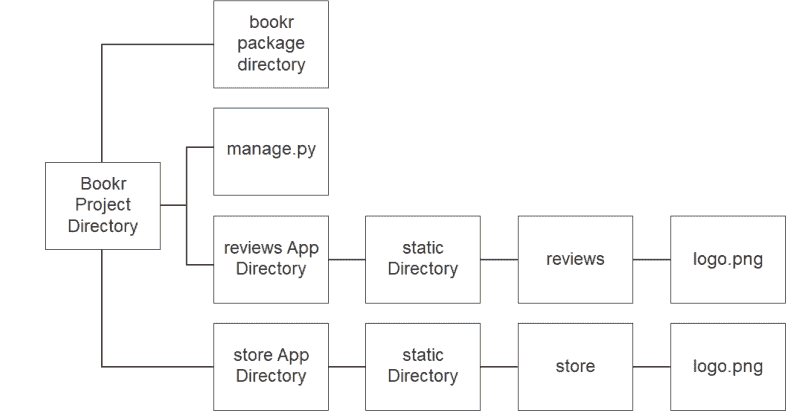 bookr
package
directory
manage.py
Bookr
Project
Directory
reviews App
Directory
static
Directory
reviews
logo.png
store App
Directory
static
Directory
store
logo.png